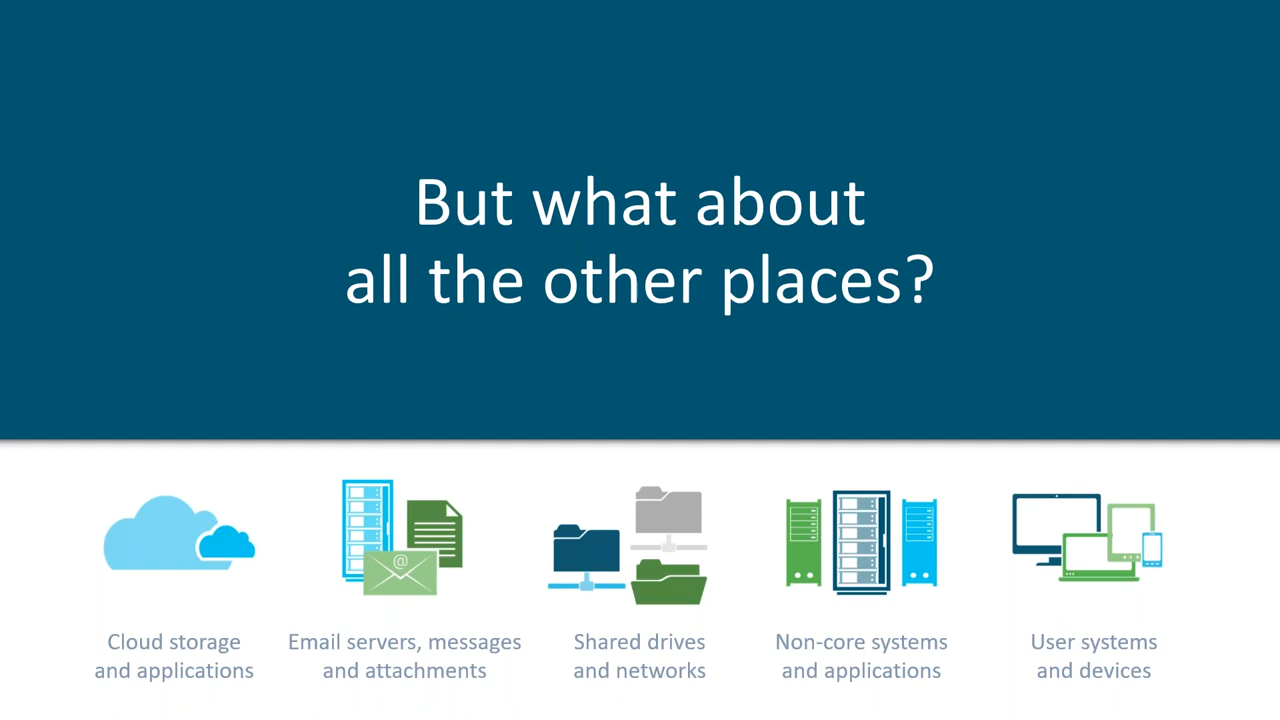 But what about
all the other places?
@
Cloud storage
and applications
Email servers, messages
and attachments
Shared drives
and networks
Non-core systems
and applications
User systems
and devices